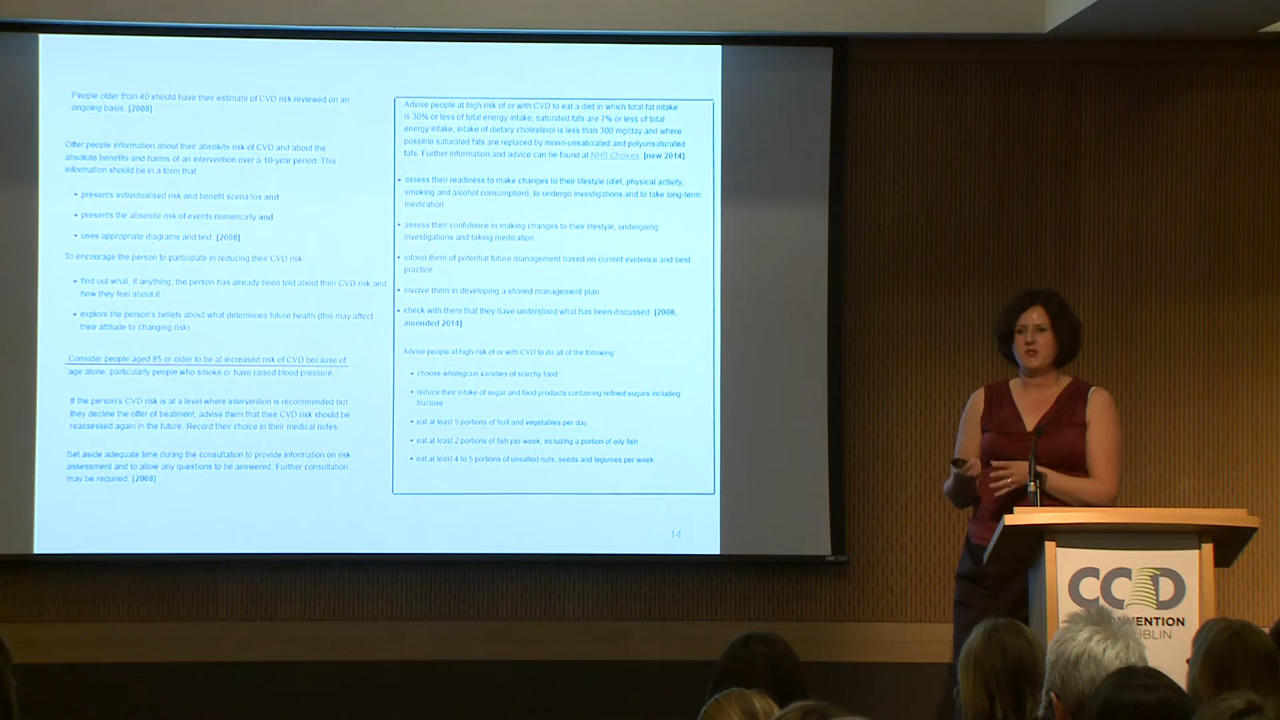 People older than 40 should have their estimate of CVD risk reviewed on an
ongoing basis. [2008]
Offer people information about their absolute risk of CVD and about the
absolute benefits and harms of an intervention over a 10-year period. This
information should be in a form that:
• presents individualised risk and benefit scenarios and
• presents the absolute risk of events numerically and
• uses appropriate diagrams and text. [2008]
To encourage the person to participate in reducing their CVD risk:
• find out what, if anything, the person has already been told about their CVD risk and
how they feel about it
• explore the person's beliefs about what determines future health (this may affect
their attitude to changing risk)
Consider people aged 85 or older to be at increased risk of CVD because of
age alone, particularly people who smoke or have raised blood pressure.
If the person's CVD risk is at a level where intervention is recommended but
they decline the offer of treatment, advise them that their CVD risk should be
reassessed again in the future. Record their choice in their medical notes.
Set aside adequate time during the consultation to provide information on risk
assessment and to allow any questions to be answered. Further consultation
may be required. [2008]
Advise people at high risk of or with CVD to eat a diet in which total fat intake
is 30% or less of total energy intake, saturated fats are 7% or less of total
energy intake, intake of dietary cholesterol is less than 300 mg/day and where
possible saturated fats are replaced by mono-unsaturated and polyunsaturated
fats. Further information and advice can be found at NHS Choices. [new 2014]
• assess their readiness to make changes to their lifestyle (diet, physical activity,
smoking and alcohol consumption), to undergo investigations and to take long-term
medication
• assess their confidence in making changes to their lifestyle, undergoing
investigations and taking medication
• inform them of potential future management based on current evidence and best
practice
• involve them in developing a shared management plan
• check with them that they have understood what has been discussed. [2008,
amended 2014]
Advise people at high risk of or with CVD to do all of the following:
• choose wholegrain varieties of starchy food
• reduce their intake of sugar and food products containing refined sugars including
fructose
• eat at least 5 portions of fruit and vegetables per day
• eat at least 2 portions of fish per week, including a portion of oily fish
• eat at least 4 to 5 portions of unsalted nuts, seeds and legumes per week.
14
CCD
NVENTION
BLIN